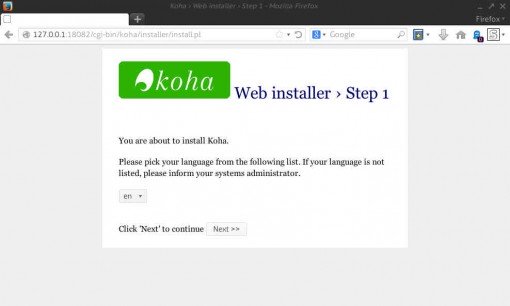 Koha › Web installer › Step 1 - Mozilla Firefox
Firefox
127.0.0.1:18082/cgi-bin/koha/installer/install.pl
Google
koha Web installer › Step 1
You are about to install Koha.
Please pick your language from the following list. If your language is not
listed, please inform your systems administrator.
en
Click 'Next' to continue Next >>